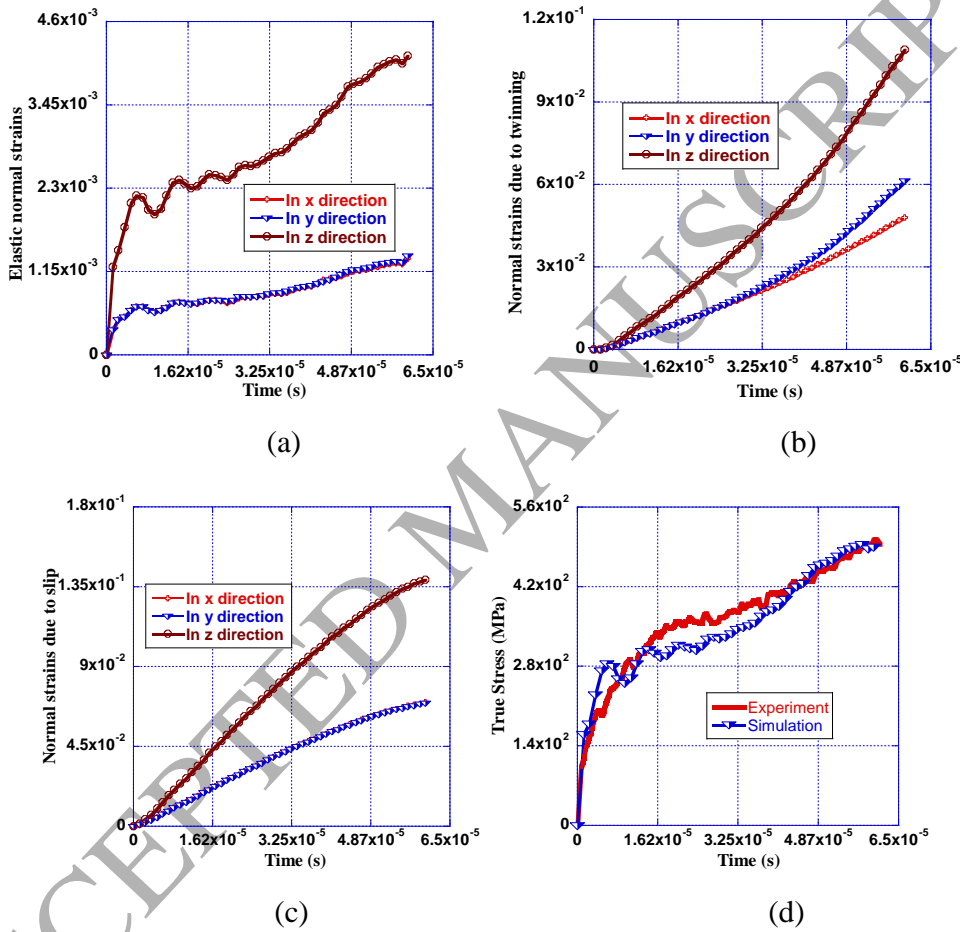 4.6x10⁻³
3.45x10⁻³
2.3x10⁻³
1.15x10⁻³
0
Elastic normal strains
In x direction
In y direction
In z direction
0 1.62x10⁻⁵ 3.25x10⁻⁵ 4.87x10⁻⁵ 6.5x10⁻⁵
Time (s)
(a)
1.2x10⁻¹
9x10⁻²
6x10⁻²
3x10⁻²
0
Normal strains due to twinning
In x direction
In y direction
In z direction
0 1.62x10⁻⁵ 3.25x10⁻⁵ 4.87x10⁻⁵ 6.5x10⁻⁵
Time (s)
(b)
1.8x10⁻¹
1.35x10⁻¹
9x10⁻²
4.5x10⁻²
0
Normal strains due to slip
In x direction
In y direction
In z direction
0 1.62x10⁻⁵ 3.25x10⁻⁵ 4.87x10⁻⁵ 6.5x10⁻⁵
Time (s)
(c)
5.6x10²
4.2x10²
2.8x10²
1.4x10²
0
True Stress (MPa)
Experiment
Simulation
0 1.62x10⁻⁵ 3.25x10⁻⁵ 4.87x10⁻⁵ 6.5x10⁻⁵
Time (s)
(d)
CCEPTED MANUSCRIP